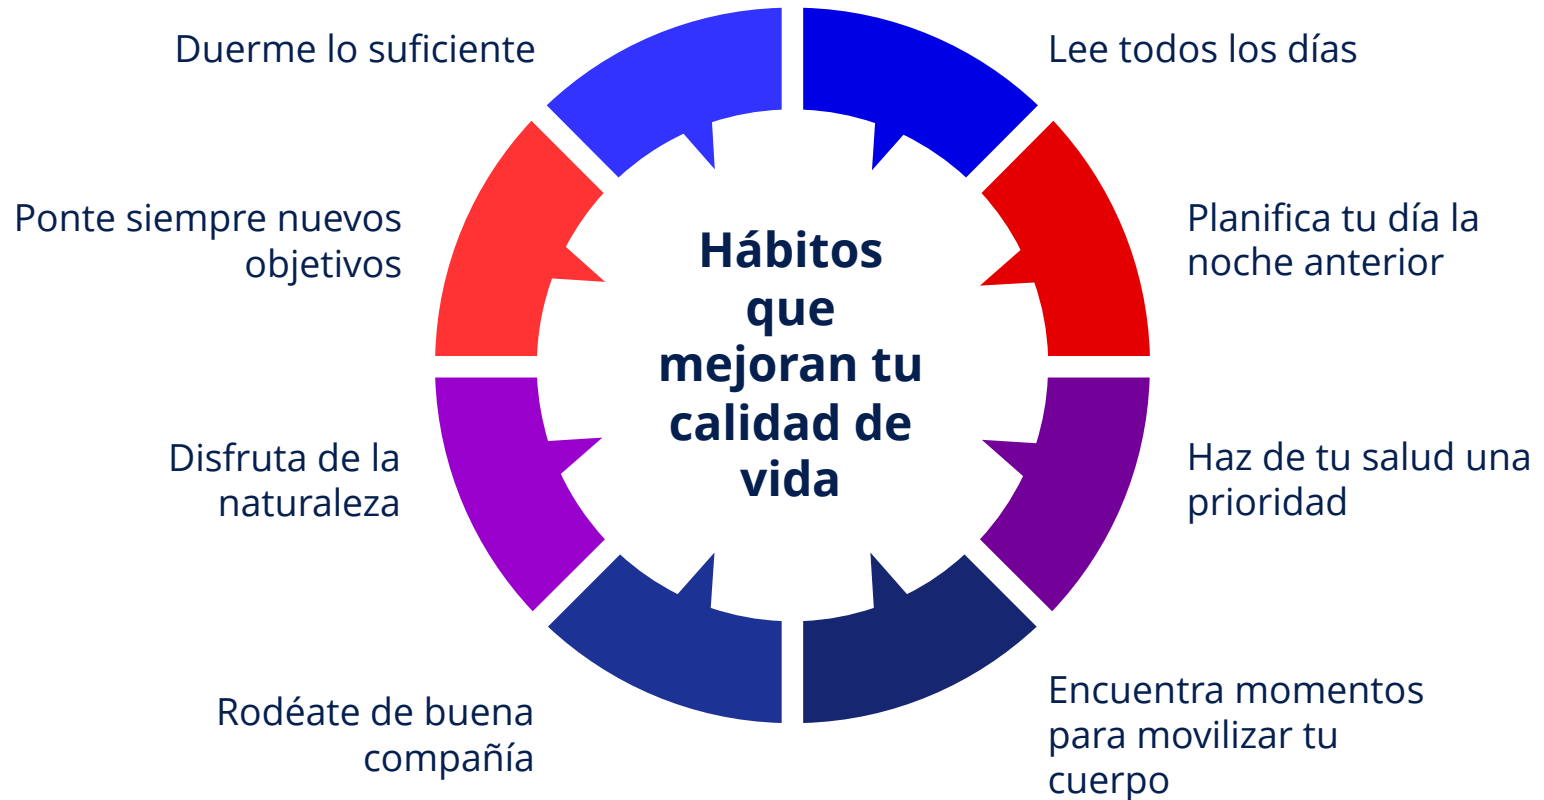 Duerme lo suficiente
Lee todos los días
Ponte siempre nuevos
objetivos
Planifica tu día la
noche anterior
Hábitos
que
mejoran tu
calidad de
vida
Disfruta de la
naturaleza
Haz de tu salud una
prioridad
Rodéate de buena
compañía
Encuentra momentos
para movilizar tu
cuerpo